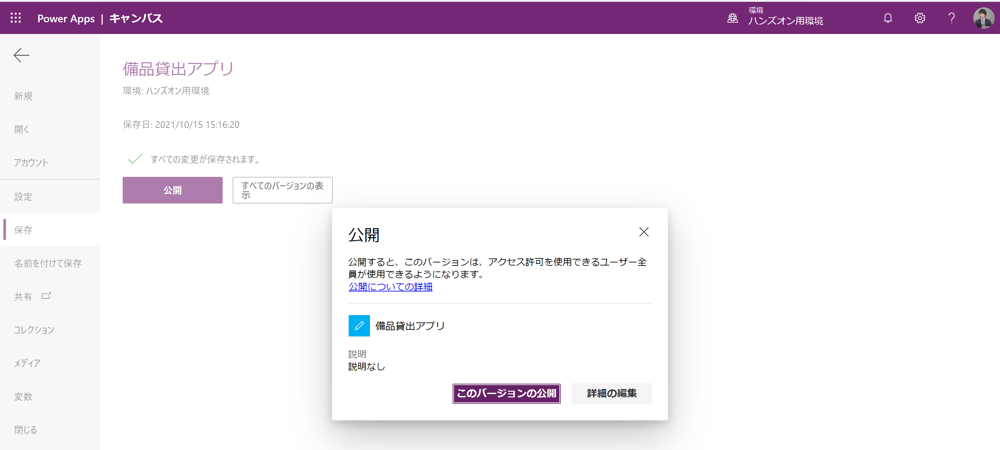 Power Apps | キャンバス
環境
ハンズオン用環境
新規
開く
アカウント
設定
保存
名前を付けて保存
共有
コレクション
メディア
変数
閉じる
備品貸出アプリ
環境: ハンズオン用環境
保存日: 2021/10/15 15:16:20
すべての変更が保存されます。
公開
すべてのバージョンの表
示
公開
公開すると、このバージョンは、アクセス許可を使用できるユーザー全
員が使用できるようになります。
公開についての詳細
備品貸出アプリ
説明
説明なし
このバージョンの公開
詳細の編集